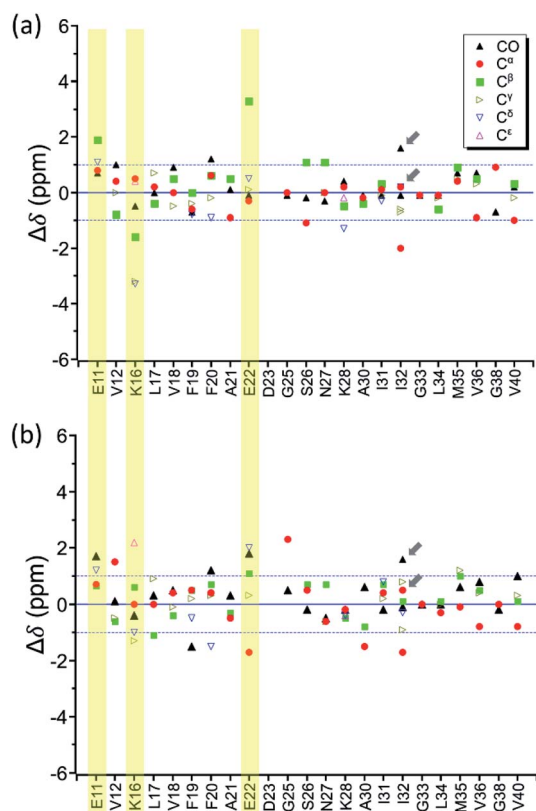 (a)
6
4
2
0
-2
-4
-6
Δδ (ppm)
CO
Cα
Cβ
Cγ
Cδ
Cε
E11 V12 K16 L17 V18 F19 F20 A21 E22 D23 G25 S26 N27 K28 A30 I31 I32 G33 L34 M35 V36 G38 V40
(b)
6
4
2
0
-2
-4
-6
Δδ (ppm)
E11 V12 K16 L17 V18 F19 F20 A21 E22 D23 G25 S26 N27 K28 A30 I31 I32 G33 L34 M35 V36 G38 V40